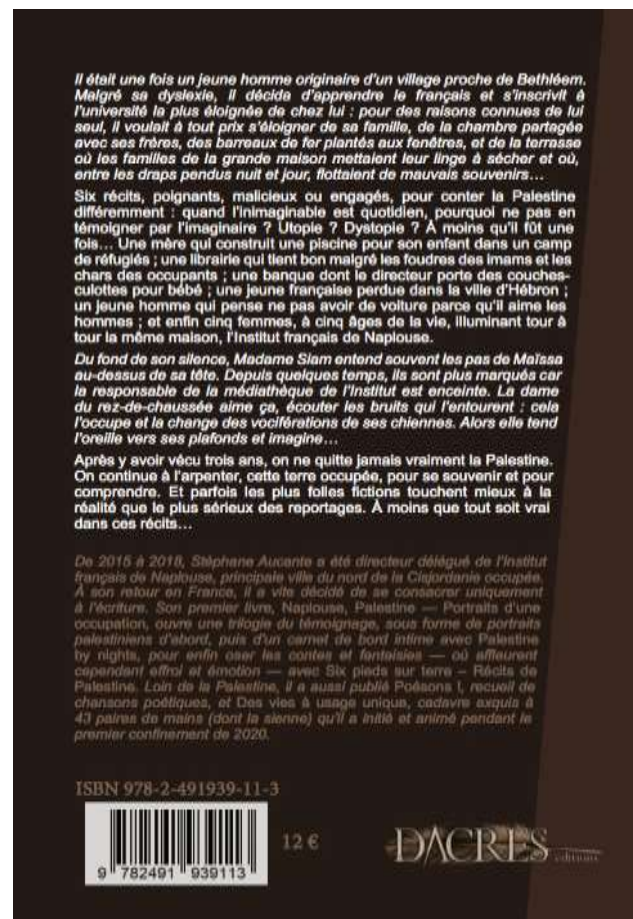 Il était une fois un jeune homme originaire d'un village proche de Bethléem.
Malgré sa dyslexie, il décida d'apprendre le français et s'inscrivit à
l'université la plus éloignée de chez lui : pour des raisons connues de lui
seul, il voulait à tout prix s'éloigner de sa famille, de la chambre partagée
avec ses frères, des barreaux de fer plantés aux fenêtres, et de la terrasse
où les familles de la grande maison mettaient leur linge à sécher et où,
entre les draps pendus nuit et jour, flottaient de mauvais souvenirs…
Six récits, poignants, malicieux ou engagés, pour conter la Palestine
différemment : quand l'inimaginable est quotidien, pourquoi ne pas en
témoigner par l'imaginaire ? Utopie ? Dystopie ? À moins qu'il fût une
fois… Une mère qui construit une piscine pour son enfant dans un camp
de réfugiés ; une librairie qui tient bon malgré les foudres des imams et les
chars des occupants ; une banque dont le directeur porte des couches-
culottes pour bébé ; une jeune française perdue dans la ville d'Hébron ;
un jeune homme qui pense ne pas avoir de voiture parce qu'il aime les
hommes ; et enfin cinq femmes, à cinq âges de la vie, illuminant tour à
tour la même maison, l'Institut français de Naplouse.
Du fond de son silence, Madame Slam entend souvent les pas de Maïssa
au-dessus de sa tête. Depuis quelques temps, ils sont plus marqués car
la responsable de la médiathèque de l'Institut est enceinte. La dame
du rez-de-chaussée aime ça, écouter les bruits qui l'entourent : cela
l'occupe et la change des vociférations de ses chiennes. Alors elle tend
l'oreille vers ses plafonds et imagine…
Après y avoir vécu trois ans, on ne quitte jamais vraiment la Palestine.
On continue à l'arpenter, cette terre occupée, pour se souvenir et pour
comprendre. Et parfois les plus folles fictions touchent mieux à la
réalité que le plus sérieux des reportages. À moins que tout soit vrai
dans ces récits…
De 2015 à 2018, Stéphane Aucante a été directeur délégué de l'Institut
français de Naplouse, principale ville du nord de la Cisjordanie occupée.
À son retour en France, il a vite décidé de se consacrer uniquement
à l'écriture. Son premier livre, Naplouse, Palestine — Portraits d'une
occupation, ouvre une trilogie du témoignage, sous forme de portraits
palestiniens d'abord, puis d'un carnet de bord intime avec Palestine
by nights, pour enfin oser les contes et fantaisies — où affleurent
cependant effroi et émotion — avec Six pieds sur terre – Récits de
Palestine. Loin de la Palestine, il a aussi publié Poésons !, recueil de
chansons poétiques, et Des vies à usage unique, cadavre exquis à
43 paires de mains (dont la sienne) qu'il a initié et animé pendant le
premier confinement de 2020.
ISBN 978-2-491939-11-3
12 €
DACRES éditions
9 782491 939113